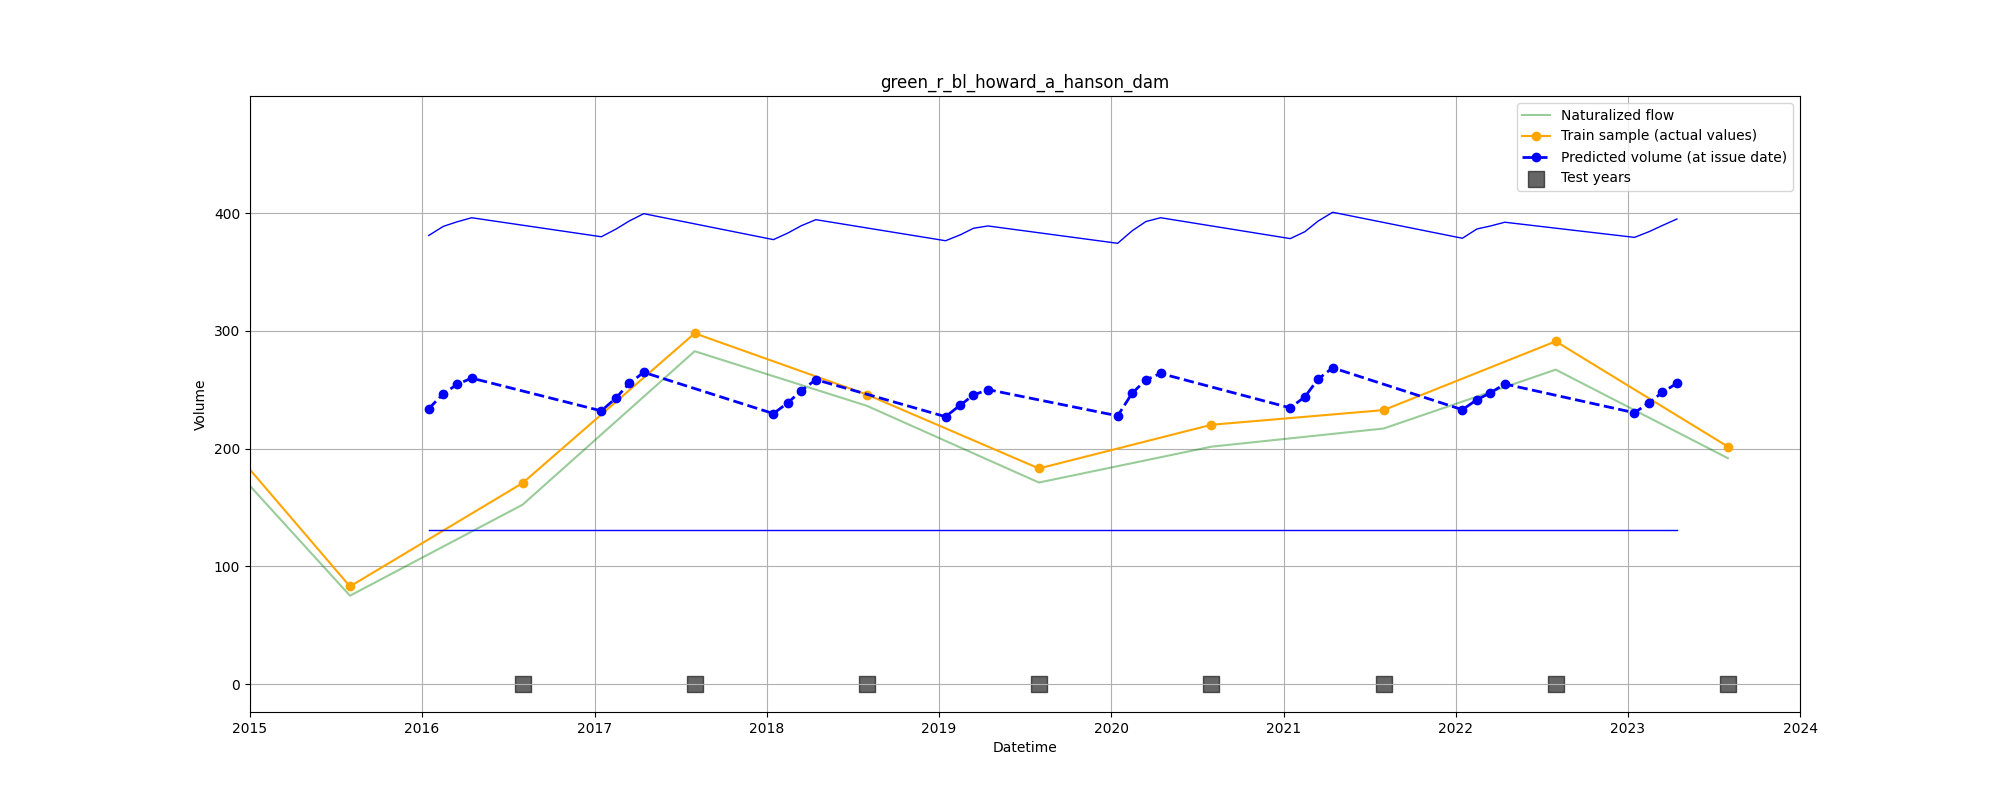 green_r_bl_howard_a_hanson_dam
Naturalized flow
Train sample (actual values)
Predicted volume (at issue date)
Test years
400
300
200
100
0
Volume
2015 2016 2017 2018 2019 2020 2021 2022 2023 2024
Datetime